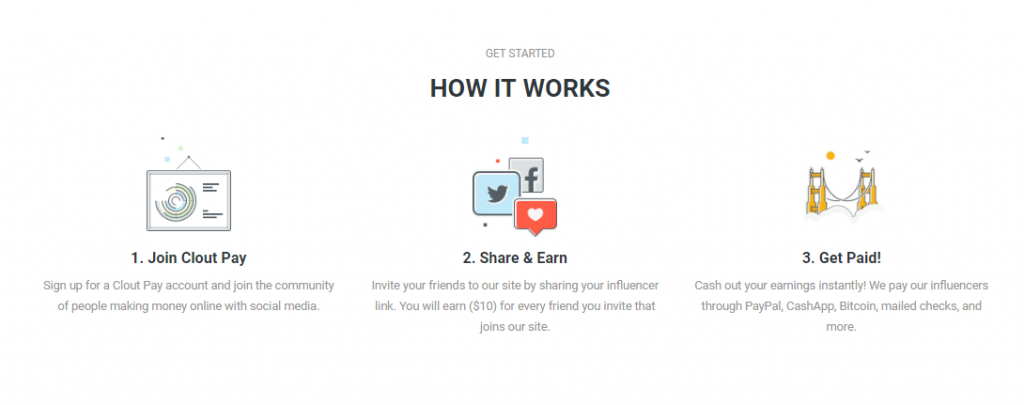 GET STARTED
HOW IT WORKS
1. Join Clout Pay
Sign up for a Clout Pay account and join the community
of people making money online with social media.
2. Share & Earn
Invite your friends to our site by sharing your influencer
link. You will earn ($10) for every friend you invite that
joins our site.
3. Get Paid!
Cash out your earnings instantly! We pay our influencers
through PayPal, CashApp, Bitcoin, mailed checks, and
more.